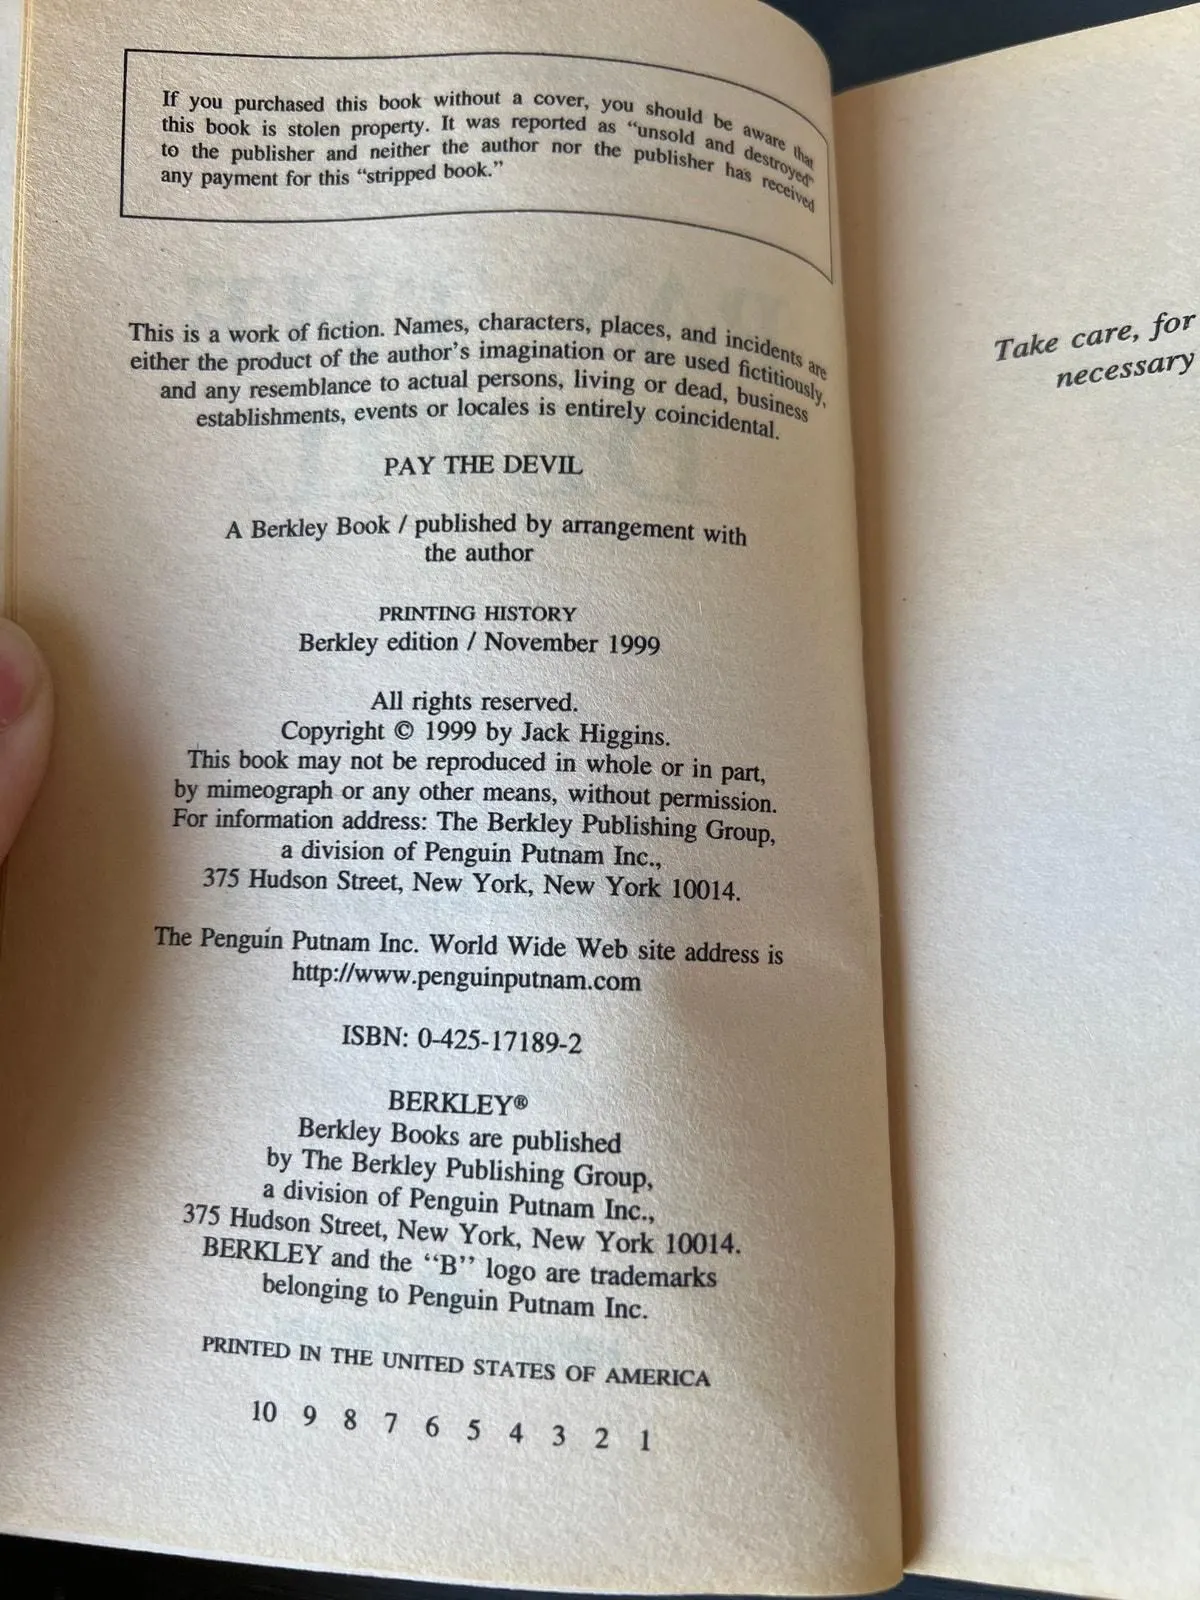 If you purchased this book without a cover, you should be aware that
this book is stolen property. It was reported as "unsold and destroyed"
to the publisher and neither the author nor the publisher has received
any payment for this "stripped book."
This is a work of fiction. Names, characters, places, and incidents are
either the product of the author's imagination or are used fictitiously,
and any resemblance to actual persons, living or dead, business
establishments, events or locales is entirely coincidental.
PAY THE DEVIL
A Berkley Book / published by arrangement with
the author
PRINTING HISTORY
Berkley edition / November 1999
All rights reserved.
Copyright © 1999 by Jack Higgins.
This book may not be reproduced in whole or in part,
by mimeograph or any other means, without permission.
For information address: The Berkley Publishing Group,
a division of Penguin Putnam Inc.,
375 Hudson Street, New York, New York 10014.
The Penguin Putnam Inc. World Wide Web site address is
http://www.penguinputnam.com
ISBN: 0-425-17189-2
BERKLEY®
Berkley Books are published
by The Berkley Publishing Group,
a division of Penguin Putnam Inc.,
375 Hudson Street, New York, New York 10014.
BERKLEY and the "B" logo are trademarks
belonging to Penguin Putnam Inc.
PRINTED IN THE UNITED STATES OF AMERICA
10 9 8 7 6 5 4 3 2 1
Take care, for
necessary